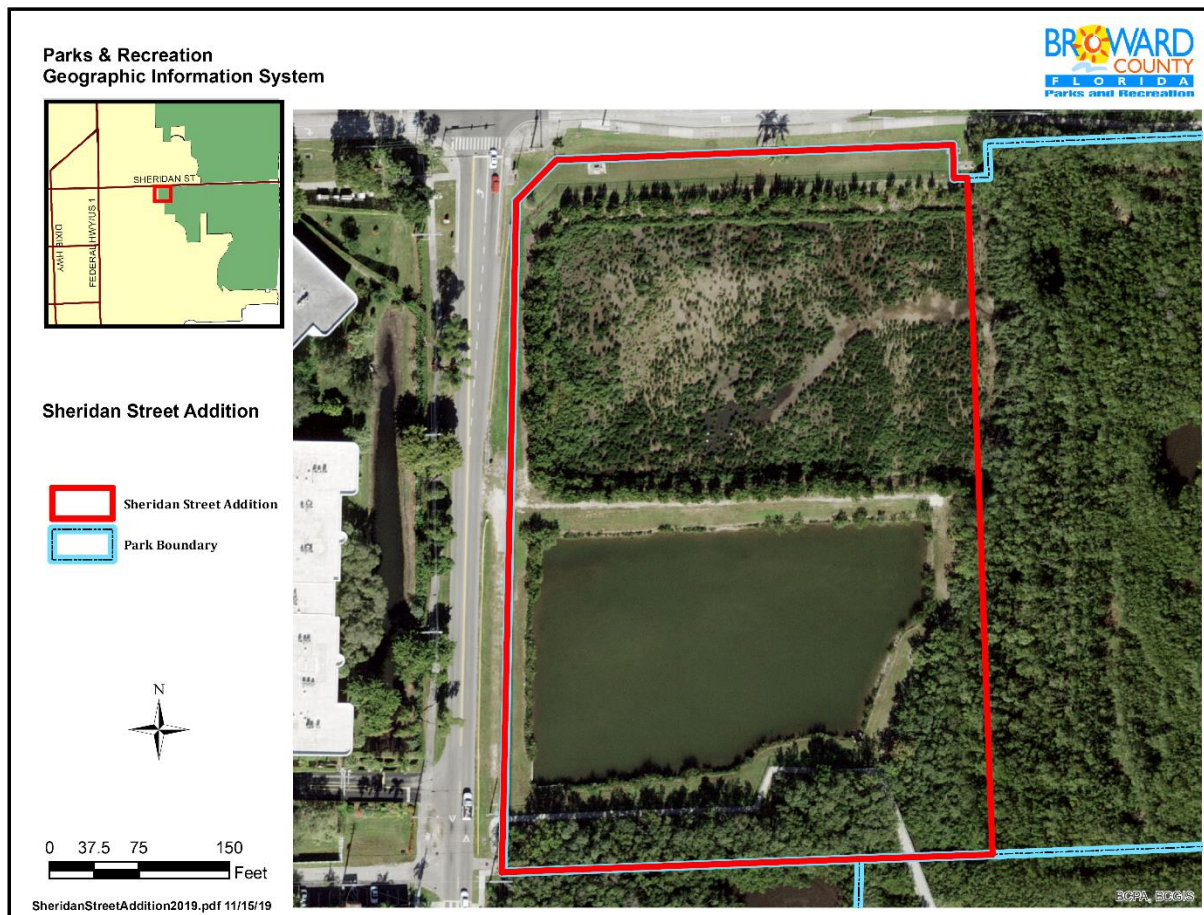 Parks & Recreation
Geographic Information System
BROWARD
COUNTY
FLORIDA
Parks and Recreation
SHERIDAN ST
DIXIE HWY
FEDERAL HWY/US 1
Sheridan Street Addition
Sheridan Street Addition
Park Boundary
N
0 37.5 75 150
Feet
SheridanStreetAddition2019.pdf 11/15/19
BCPA, BCGIS